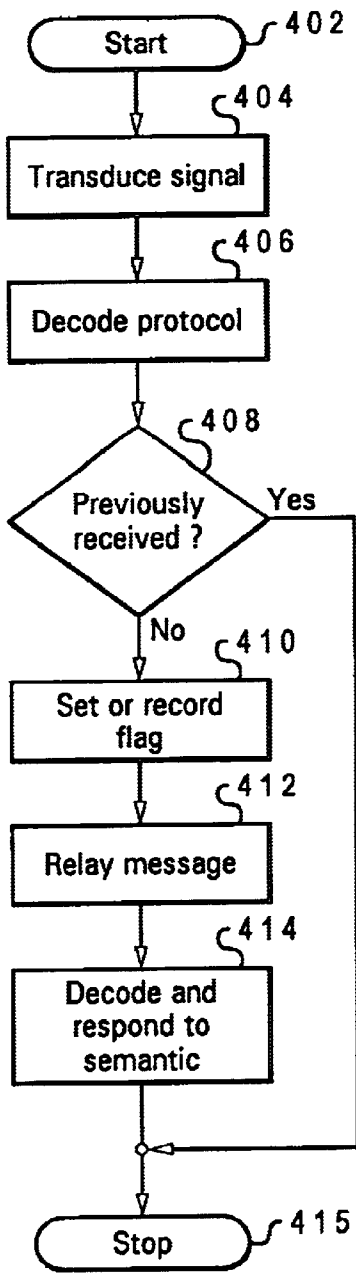 Start
402
404
Transduce signal
406
Decode protocol
408
Previously
received ?
Yes
No
410
Set or record
flag
412
Relay message
414
Decode and
respond to
semantic
Stop
415